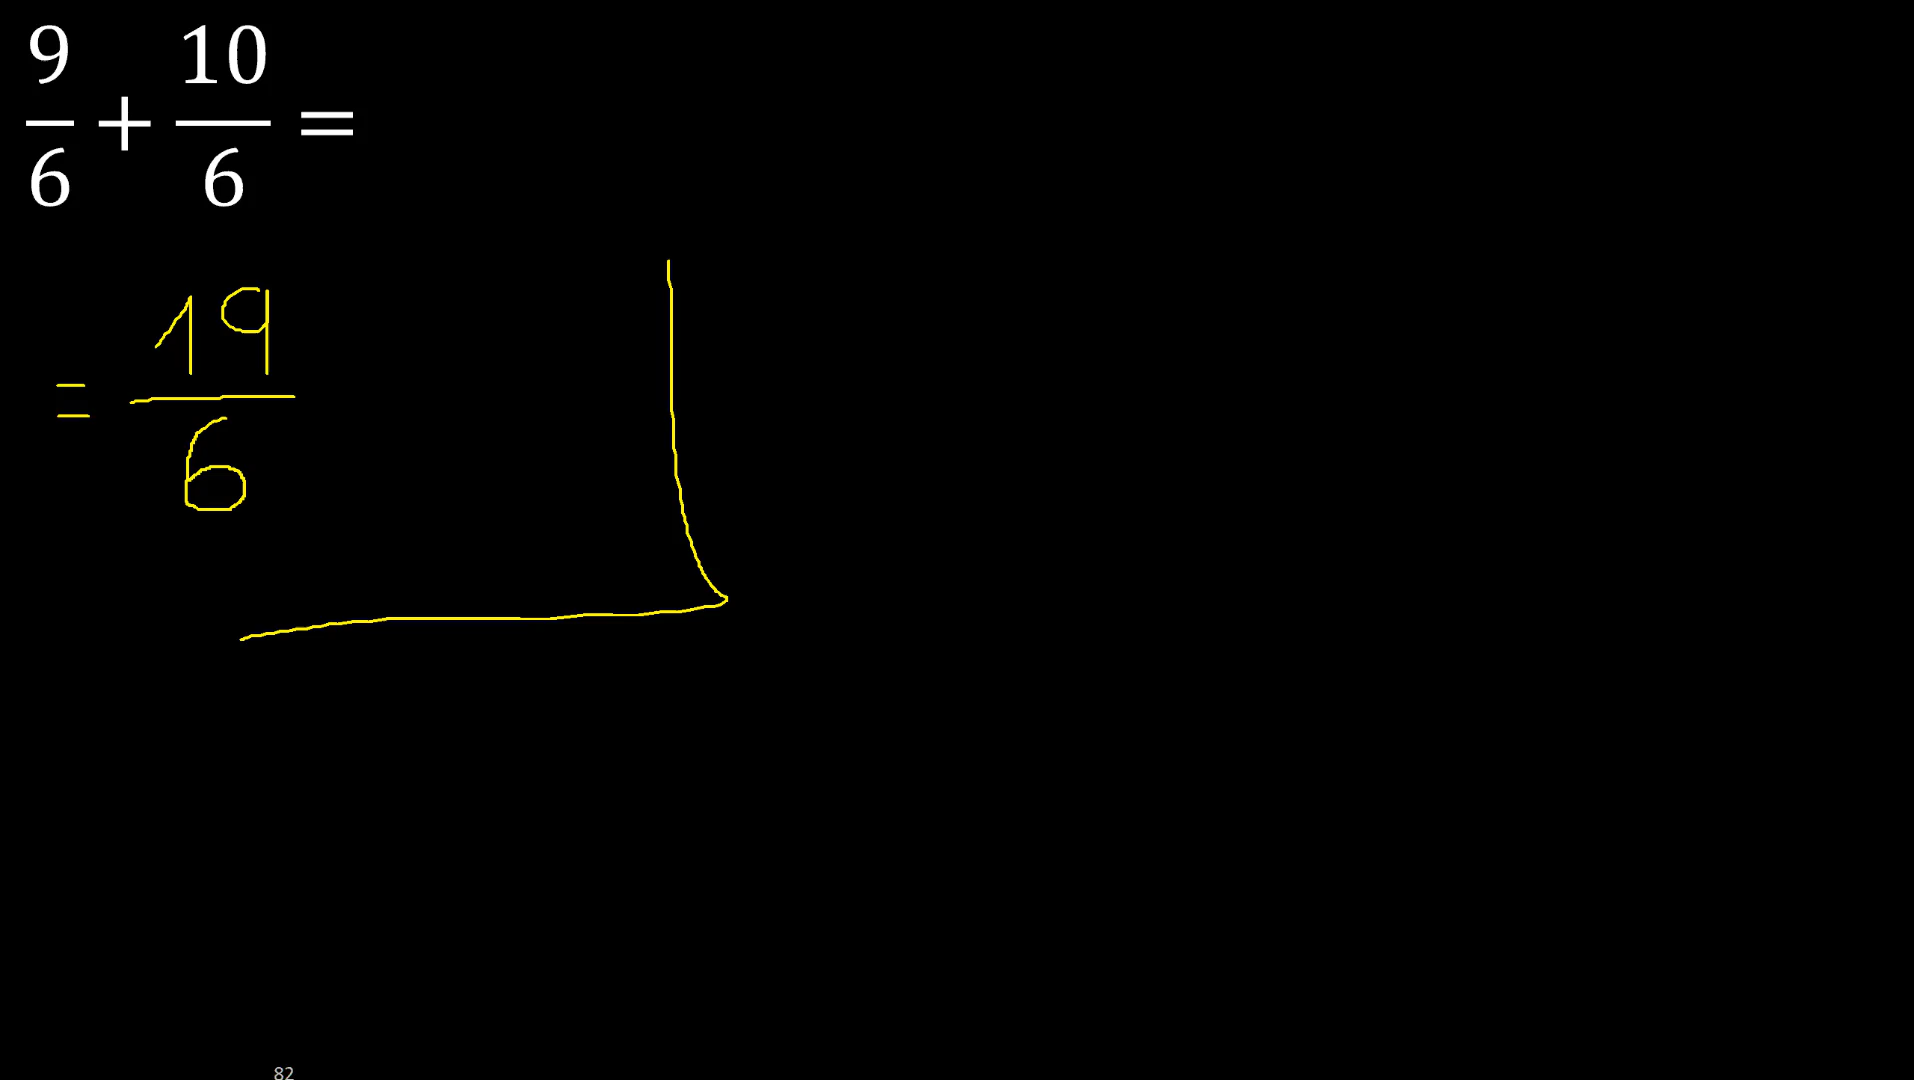 9/6 + 10/6 =
= 19/6
82